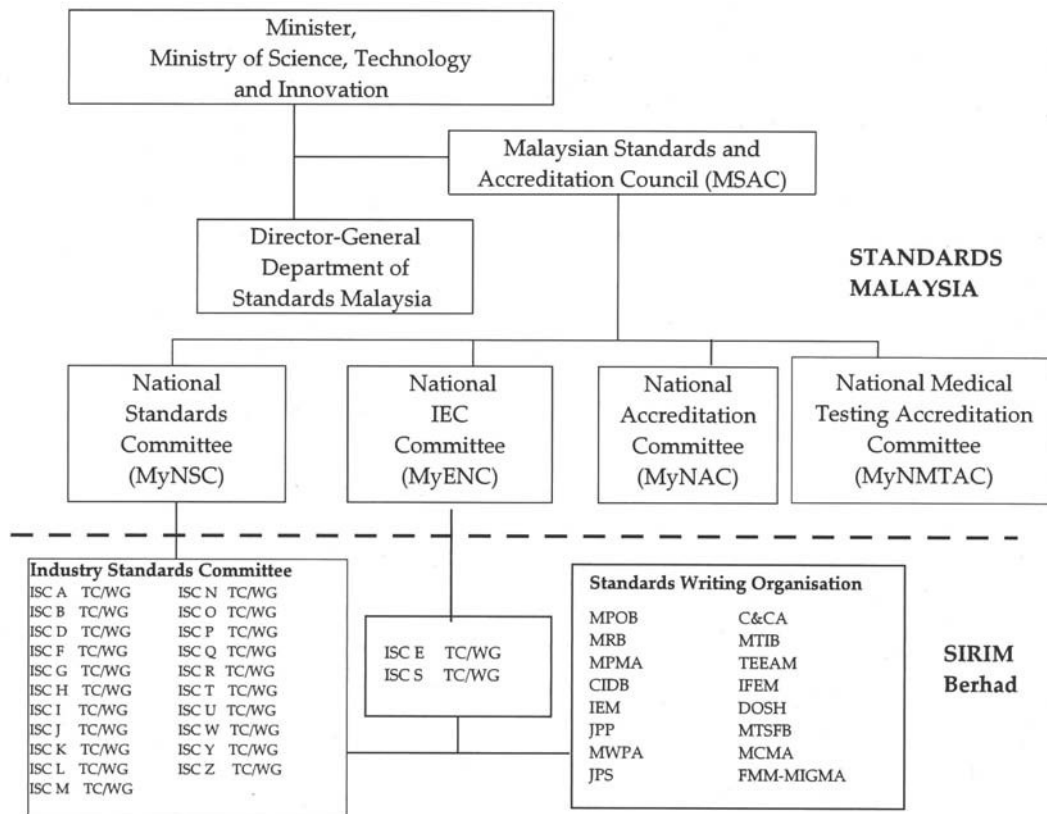 Minister,
Ministry of Science, Technology
and Innovation
Malaysian Standards and
Accreditation Council (MSAC)
Director-General
Department of
Standards Malaysia
STANDARDS
MALAYSIA
National
Standards
Committee
(MyNSC)
National
IEC
Committee
(MyENC)
National
Accreditation
Committee
(MyNAC)
National Medical
Testing Accreditation
Committee
(MyNMTAC)
Industry Standards Committee
ISC A TC/WG
ISC B TC/WG
ISC D TC/WG
ISC F TC/WG
ISC G TC/WG
ISC H TC/WG
ISC I TC/WG
ISC J TC/WG
ISC K TC/WG
ISC L TC/WG
ISC M TC/WG
ISC N TC/WG
ISC O TC/WG
ISC P TC/WG
ISC Q TC/WG
ISC R TC/WG
ISC T TC/WG
ISC U TC/WG
ISC W TC/WG
ISC Y TC/WG
ISC Z TC/WG
ISC E TC/WG
ISC S TC/WG
Standards Writing Organisation
MPOB
MRB
MPMA
CIDB
IEM
JPP
MWPA
JPS
C&CA
MTIB
TEEAM
IFEM
DOSH
MTSFB
MCMA
FMM-MIGMA
SIRIM
Berhad